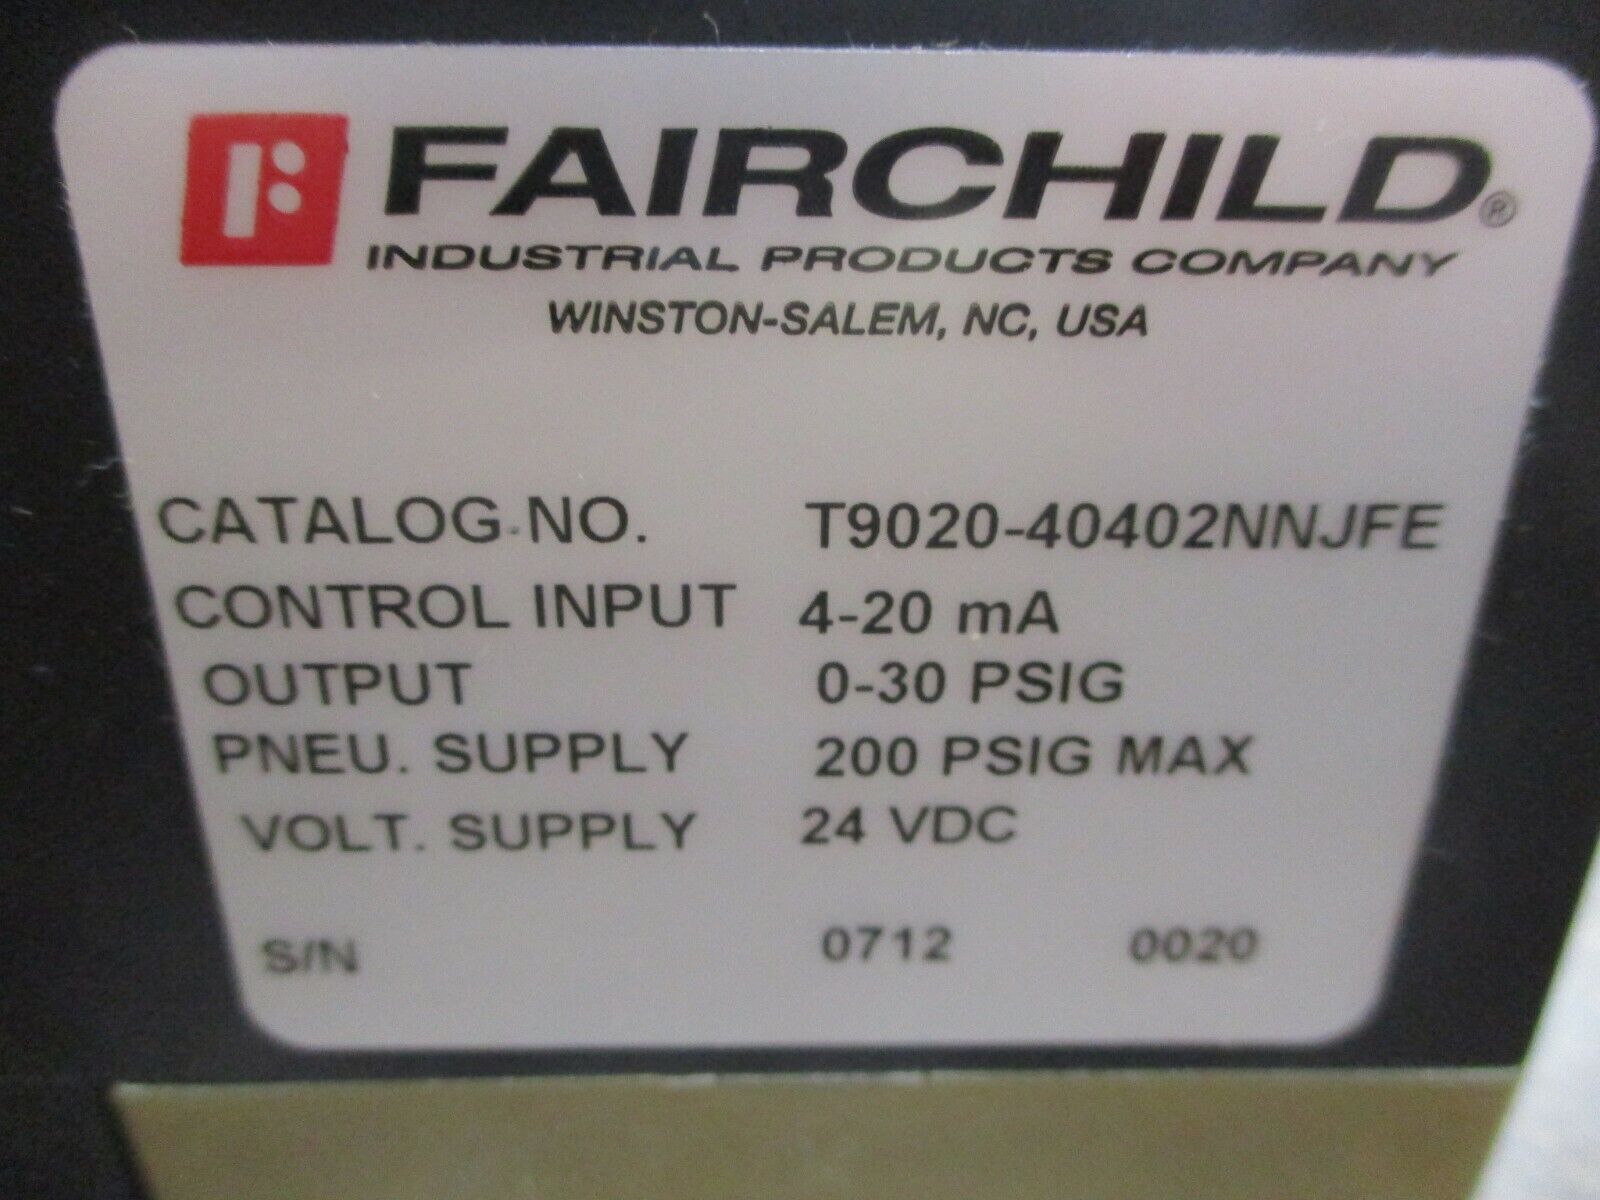 FAIRCHILD®
INDUSTRIAL PRODUCTS COMPANY
WINSTON-SALEM, NC, USA
CATALOG NO. T9020-40402NNJFE
CONTROL INPUT 4-20 mA
OUTPUT 0-30 PSIG
PNEU. SUPPLY 200 PSIG MAX
VOLT. SUPPLY 24 VDC
S/N 0712 0020